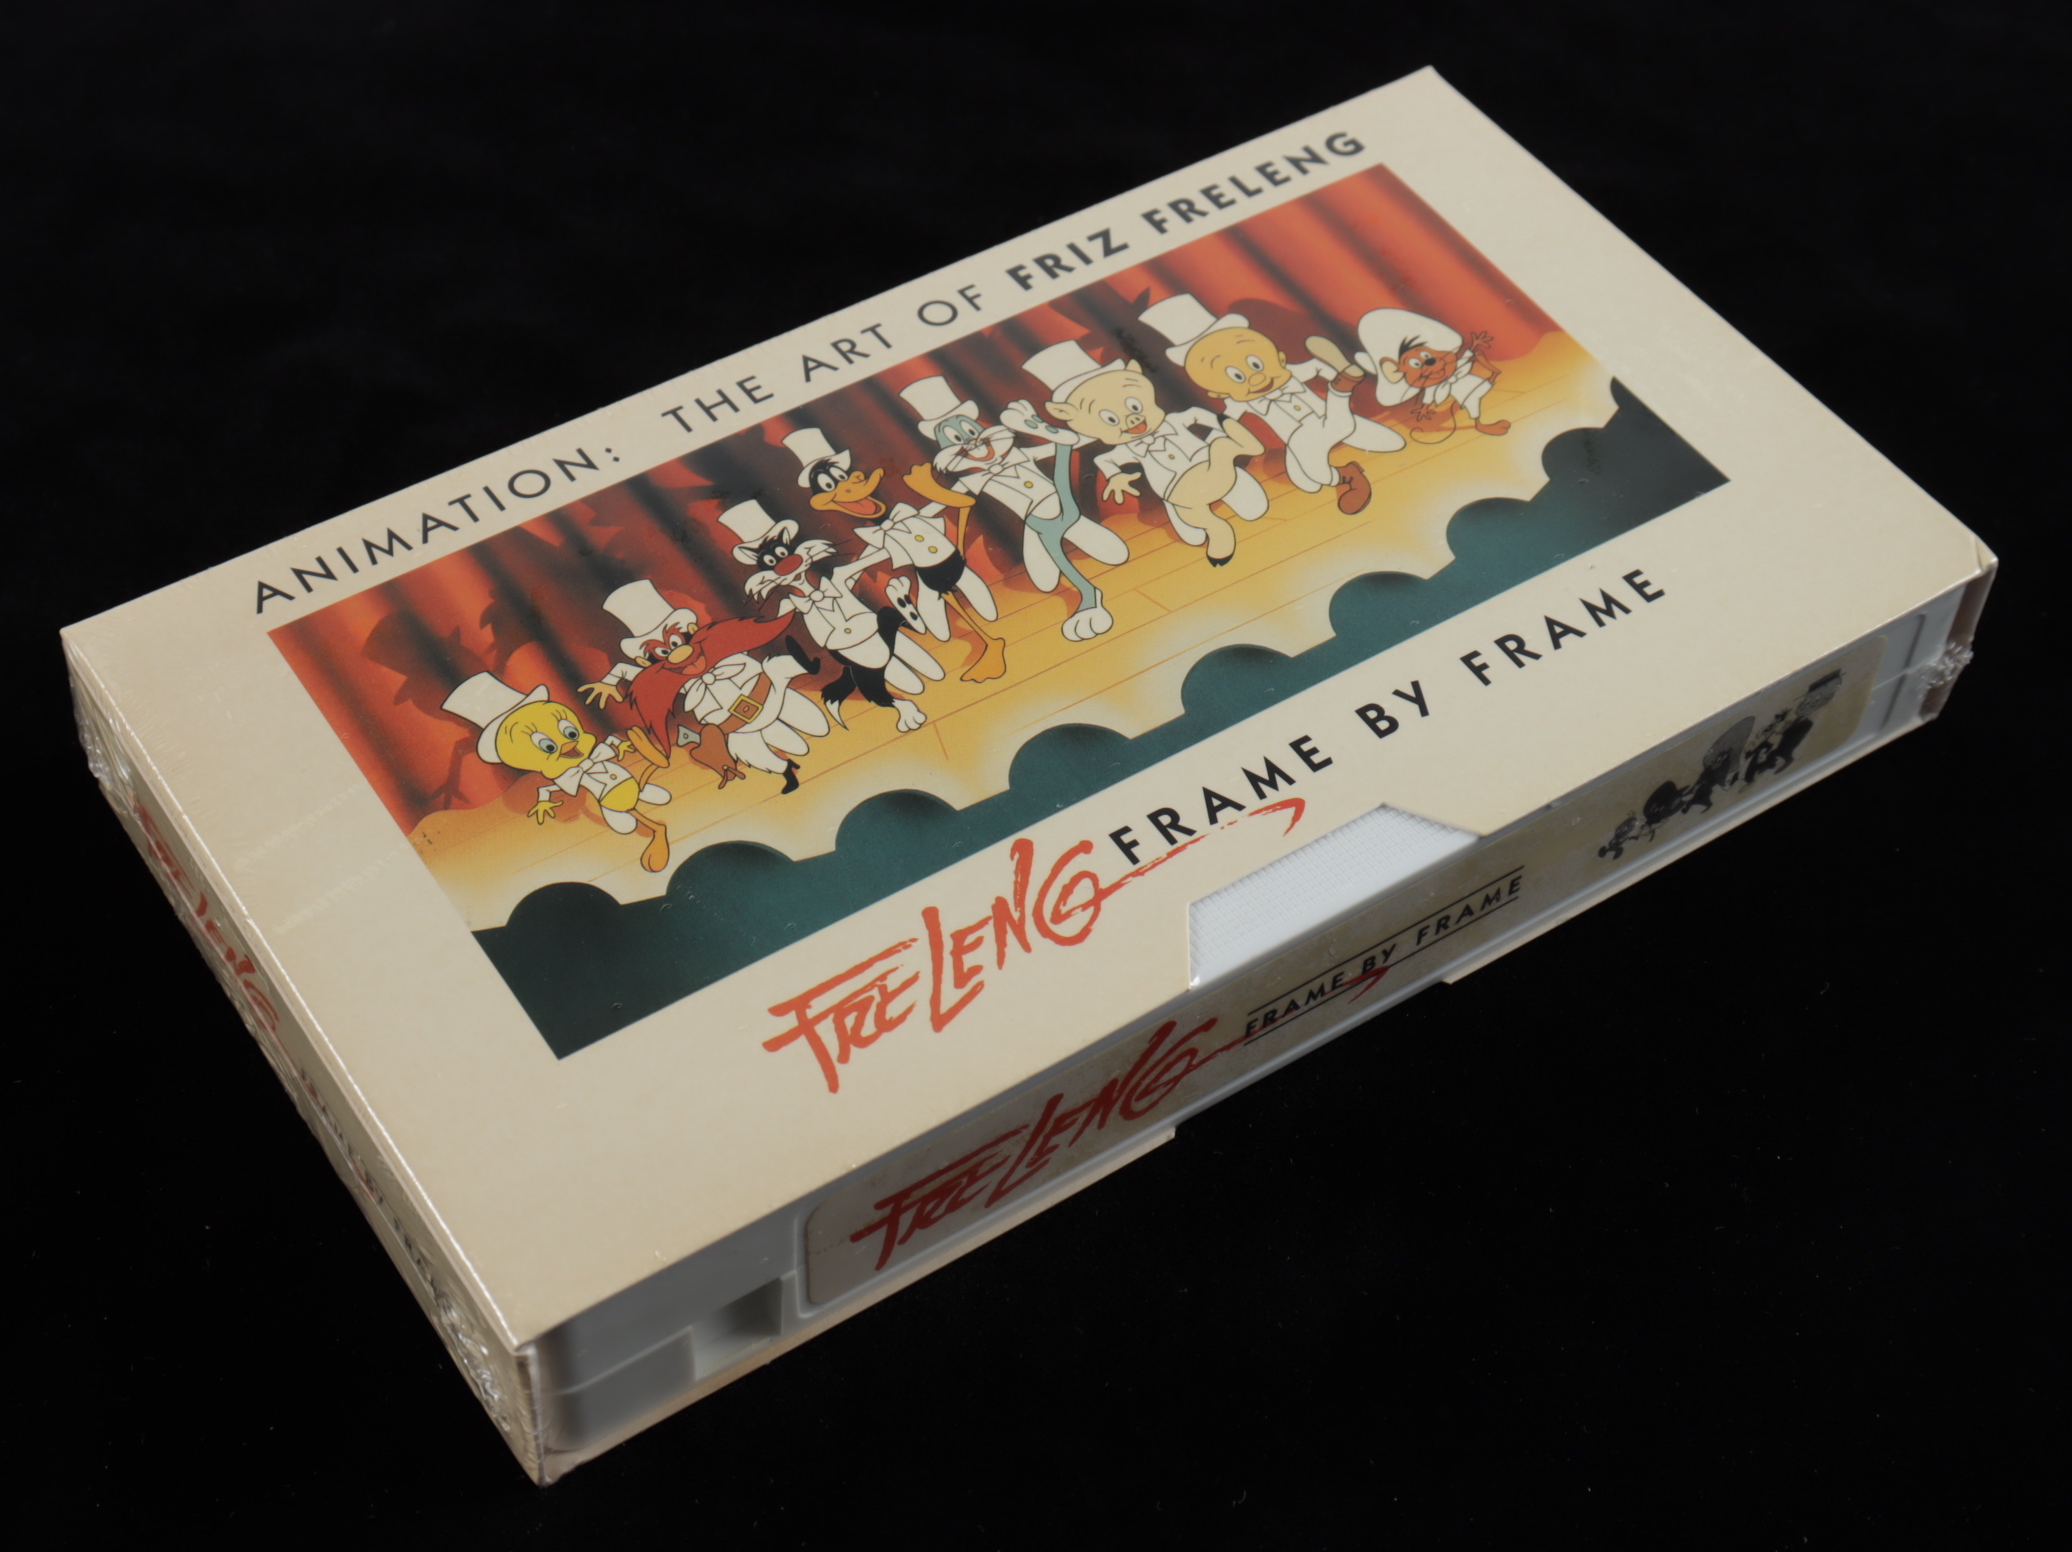 ANIMATION: THE ART OF FRIZ FRELENG
FRELENG FRAME BY FRAME
FRELENG FRAME BY FRAME
FRELENG